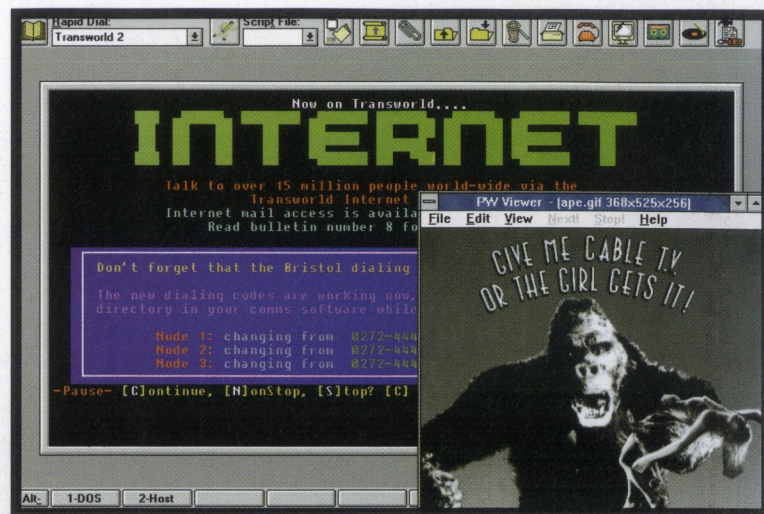 Rapid Dial:
Script File:
Transworld 2
Now on Transworld....
INTERNET
Talk to over 15 million people world-wide via the
Transworld Internet
Internet mail access is availa
Read bulletin number 8 fo
Don't forget that the Bristol dialing
The new dialing codes are working now,
directory in your comms software while
Node 1: changing from 0272-444
Node 2: changing from 0272-444
Node 3: changing from 0272-444
-Pause- [C]ontinue, [N]onStop, [S]top? [C]
PW Viewer - (ape.gif 368x525x256)
File Edit View Next! Stop! Help
GIVE ME CABLE T.V.
OR THE GIRL GETS IT!
Alt- 1-DOS 2-Host